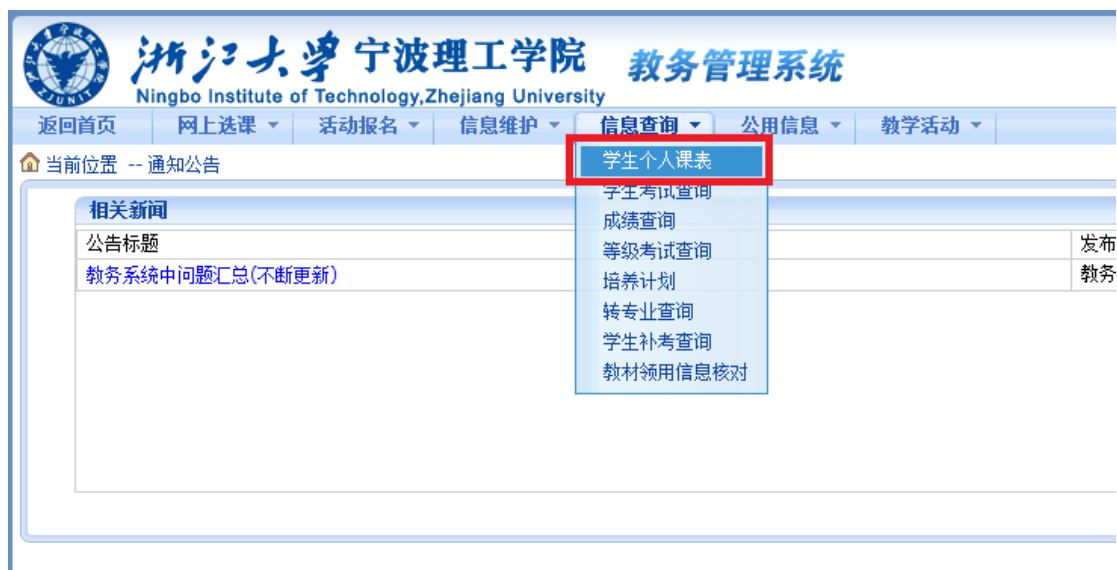 浙江大学 宁波理工学院 教务管理系统
Ningbo Institute of Technology,Zhejiang University
ZJUNIT
返回首页 网上选课 活动报名 信息维护 信息查询 公用信息 教学活动
当前位置 -- 通知公告
学生个人课表
学生考试查询
成绩查询
等级考试查询
培养计划
转专业查询
学生补考查询
教材领用信息核对
相关新闻
公告标题 发布
教务系统中问题汇总(不断更新) 教务